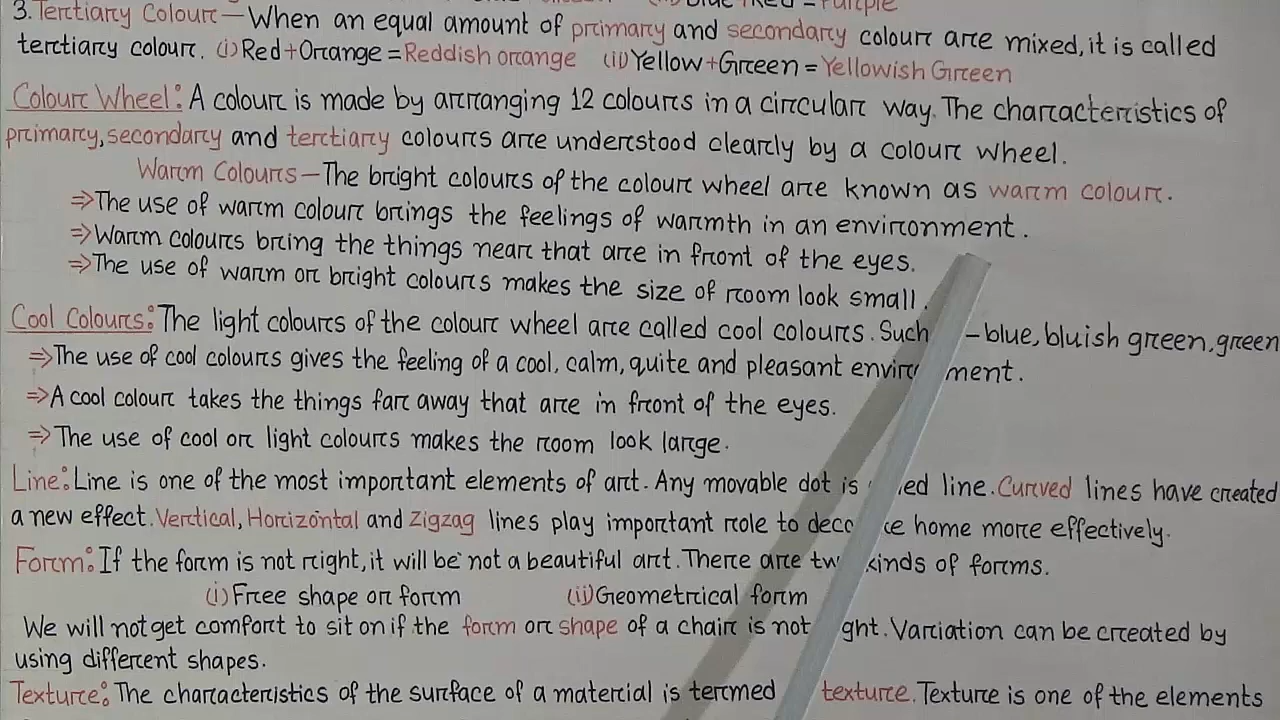 (ii) Blue+Red=Purple
3. Tertiary Colour — When an equal amount of primary and secondary colour are mixed, it is called
tertiary colour. (i) Red+Orange = Reddish orange (ii) Yellow+Green = Yellowish Green
Colour Wheel: A colour is made by arranging 12 colours in a circular way. The characteristics of
primary, secondary and tertiary colours are understood clearly by a colour wheel.
Warm Colours — The bright colours of the colour wheel are known as warm colour.
⇒ The use of warm colour brings the feelings of warmth in an environment.
⇒ Warm colours bring the things near that are in front of the eyes.
⇒ The use of warm or bright colours makes the size of room look small.
Cool Colours: The light colours of the colour wheel are called cool colours. Such – blue, bluish green, green
⇒ The use of cool colours gives the feeling of a cool, calm, quite and pleasant envir ment.
⇒ A cool colour takes the things far away that are in front of the eyes.
⇒ The use of cool or light colours makes the room look large.
Line: Line is one of the most important elements of art. Any movable dot is led line. Curved lines have created
a new effect. Vertical, Horizontal and Zigzag lines play important role to deco te home more effectively.
Form: If the form is not right, it will be not a beautiful art. There are tw kinds of forms.
(i) Free shape or form (ii) Geometrical form
We will not get comfort to sit on if the form or shape of a chair is not ght. Variation can be created by
using different shapes.
Texture: The characteristics of the surface of a material is termed texture. Texture is one of the elements